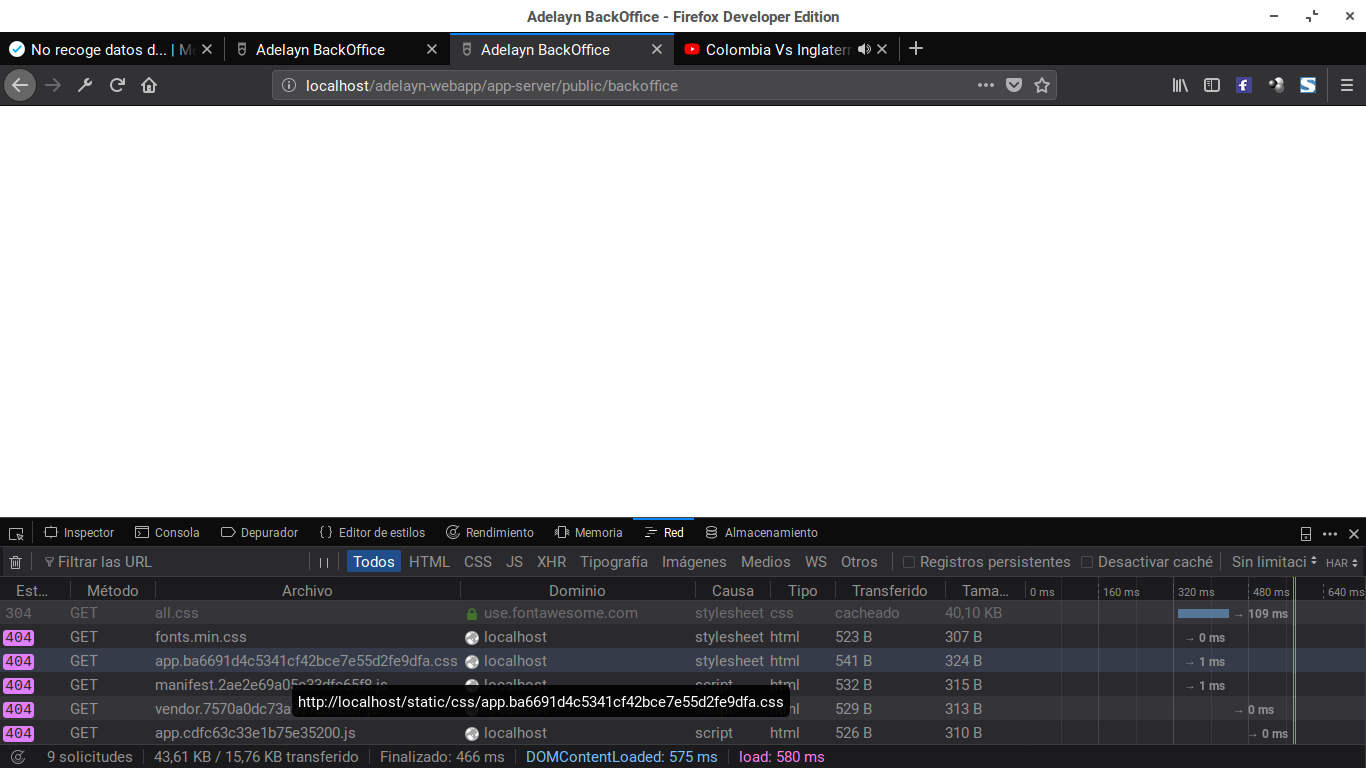 Adelayn BackOffice - Firefox Developer Edition
No recoge datos d... | M
Adelayn BackOffice
Adelayn BackOffice
Colombia Vs Inglaterr
localhost/adelayn-webapp/app-server/public/backoffice
Inspector Consola Depurador Editor de estilos Rendimiento Memoria Red Almacenamiento
Filtrar las URL Todos HTML CSS JS XHR Tipografía Imágenes Medios WS Otros Registros persistentes Desactivar caché Sin limitaci HAR
Est... Método Archivo Dominio Causa Tipo Transferido Tama... 0 ms 160 ms 320 ms 480 ms 640 ms
304 GET all.css use.fontawesome.com stylesheet css cacheado 40,10 KB → 109 ms
404 GET fonts.min.css localhost stylesheet html 523 B 307 B → 0 ms
404 GET app.ba6691d4c5341cf42bce7e55d2fe9dfa.css localhost stylesheet html 541 B 324 B → 1 ms
404 GET manifest.2ae2e69a05c33dfc65f8.js localhost script html 532 B 315 B → 1 ms
http://localhost/static/css/app.ba6691d4c5341cf42bce7e55d2fe9dfa.css
404 GET vendor.7570a0dc73a html 529 B 313 B → 0 ms
404 GET app.cdfc63c33e1b75e35200.js localhost script html 526 B 310 B → 0 ms
9 solicitudes 43,61 KB / 15,76 KB transferido Finalizado: 466 ms DOMContentLoaded: 575 ms load: 580 ms